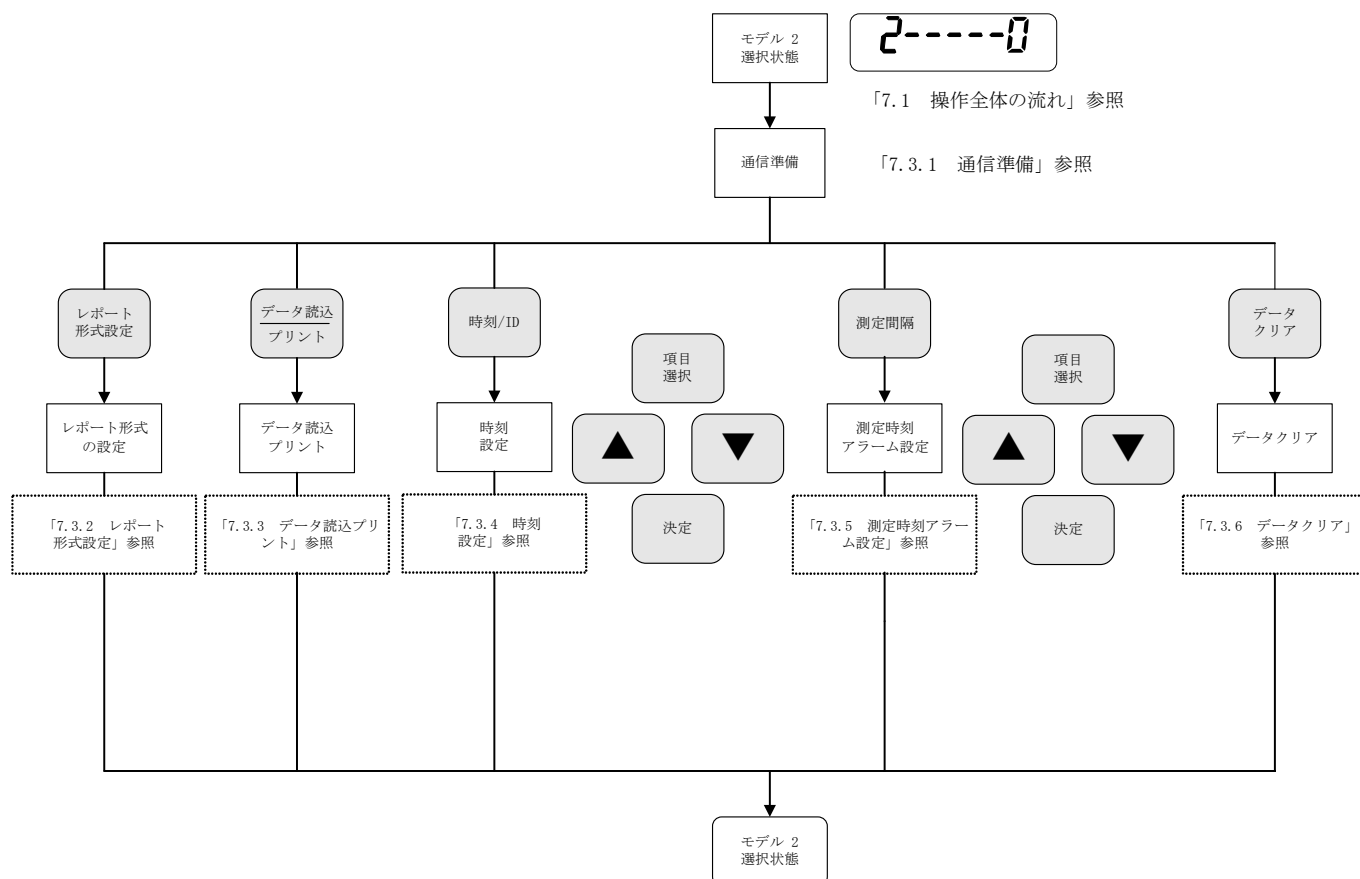 モデル 2
選択状態
2-----0
「7.1　操作全体の流れ」参照
通信準備
「7.3.1　通信準備」参照
レポート
形式設定
データ読込
プリント
時刻/ID
項目
選択
▲
▼
決定
測定間隔
項目
選択
▲
▼
決定
データ
クリア
レポート形式
の設定
データ読込
プリント
時刻
設定
測定時刻
アラーム設定
データクリア
「7.3.2　レポート
形式設定」参照
「7.3.3　データ読込プリ
ント」参照
「7.3.4　時刻
設定」参照
「7.3.5　測定時刻アラー
ム設定」参照
「7.3.6　データクリア」
参照
モデル 2
選択状態